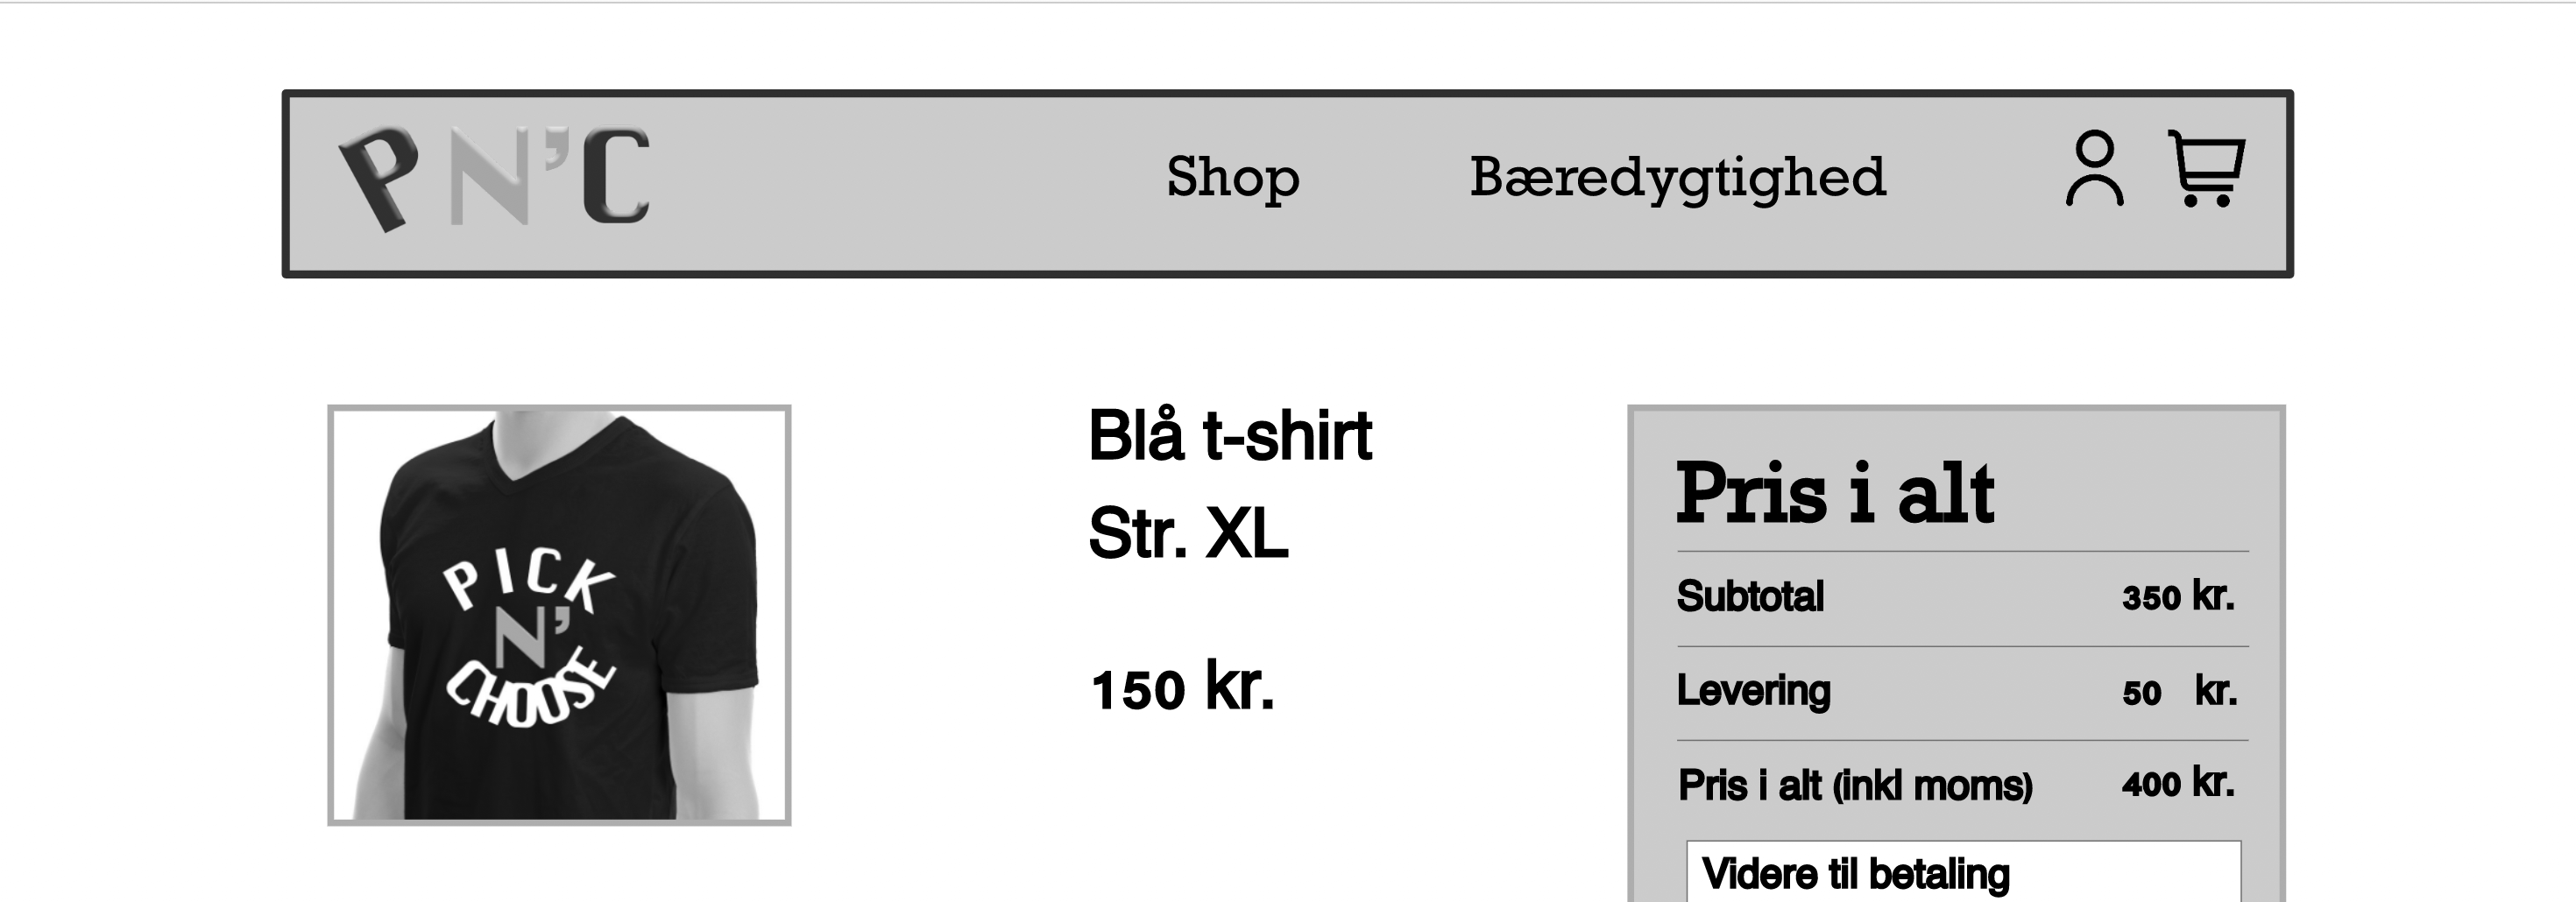 P N'C
Shop
Bæredygtighed
PICK
N'
CHOOSE
Blå t-shirt
Str. XL
150 kr.
Pris i alt
Subtotal 350 kr.
Levering 50 kr.
Pris i alt (inkl moms) 400 kr.
Videre til betaling